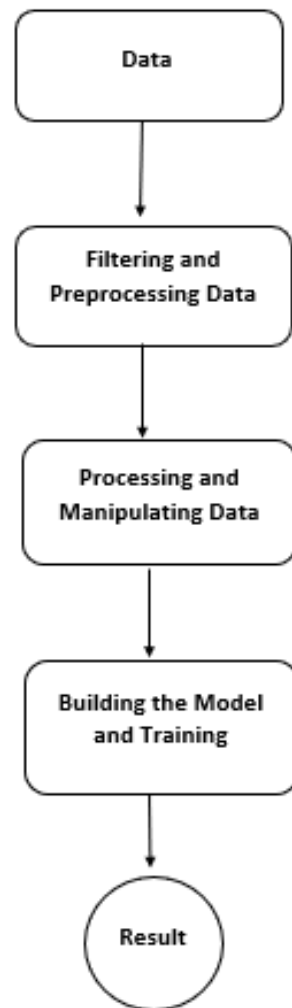 Data
Filtering and
Preprocessing Data
Processing and
Manipulating Data
Building the Model
and Training
Result